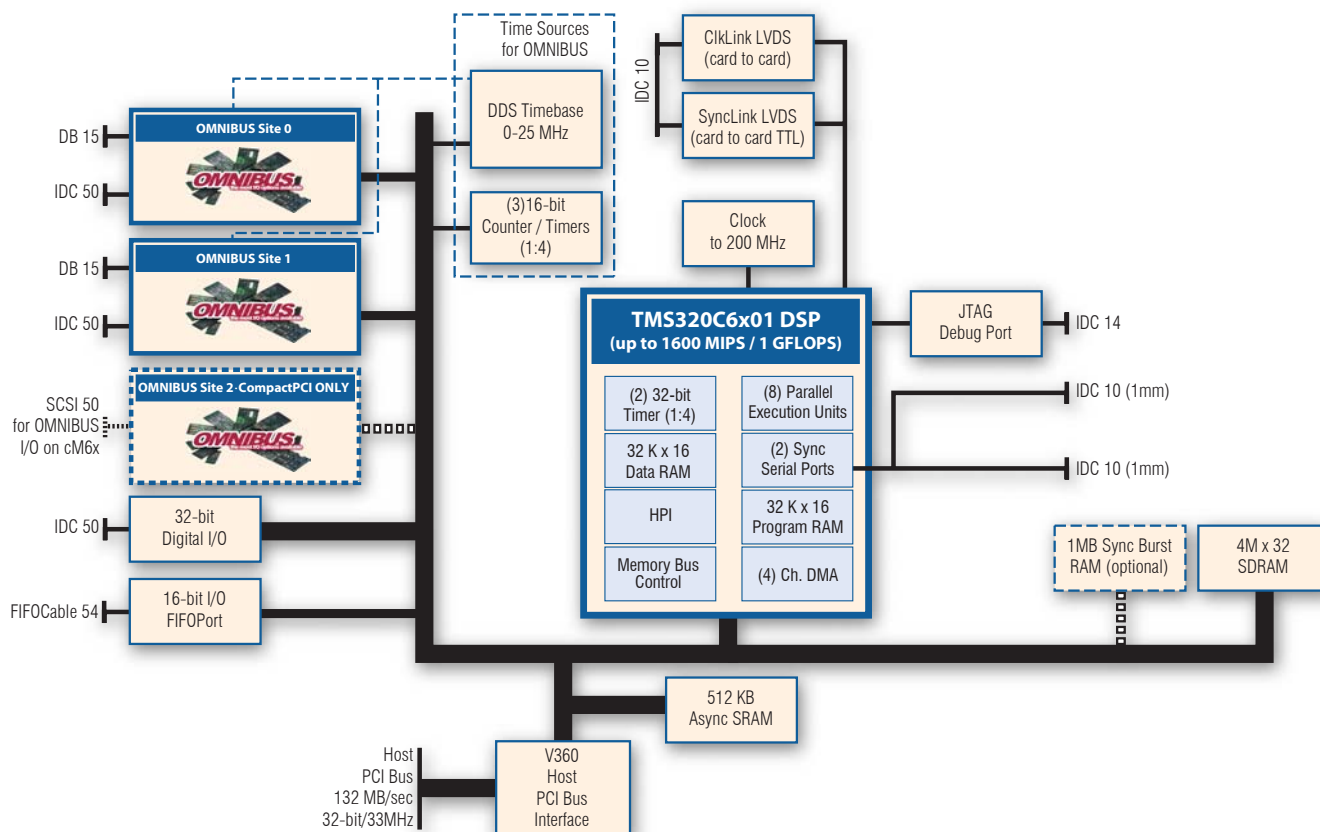 Time Sources
for OMNIBUS
DDS Timebase
0-25 MHz
(3)16-bit
Counter / Timers
(1:4)
IDC 10
ClkLink LVDS
(card to card)
SyncLink LVDS
(card to card TTL)
Clock
to 200 MHz
DB 15
IDC 50
OMNIBUS Site 0
OMNIBUS
DB 15
IDC 50
OMNIBUS Site 1
OMNIBUS
SCSI 50
for OMNIBUS
I/O on cM6x
OMNIBUS Site 2·CompactPCI ONLY
OMNIBUS
IDC 50
32-bit
Digital I/O
FIFOCable 54
16-bit I/O
FIFOPort
TMS320C6x01 DSP
(up to 1600 MIPS / 1 GFLOPS)
(2) 32-bit
Timer (1:4)
(8) Parallel
Execution Units
32 K x 16
Data RAM
(2) Sync
Serial Ports
HPI
32 K x 16
Program RAM
Memory Bus
Control
(4) Ch. DMA
JTAG
Debug Port
IDC 14
IDC 10 (1mm)
IDC 10 (1mm)
1MB Sync Burst
RAM (optional)
4M x 32
SDRAM
512 KB
Async SRAM
Host
PCI Bus
132 MB/sec
32-bit/33MHz
V360
Host
PCI Bus
Interface